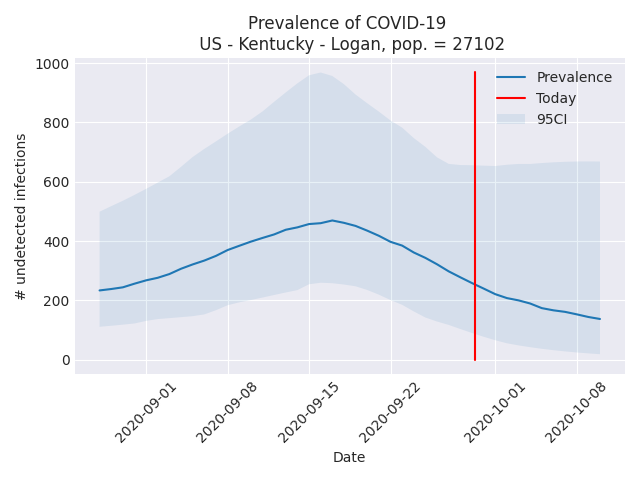 Prevalence of COVID-19
US - Kentucky - Logan, pop. = 27102
1000
800
600
400
200
0
# undetected infections
Prevalence
Today
95CI
2020-09-01
2020-09-08
2020-09-15
2020-09-22
2020-10-01
2020-10-08
Date